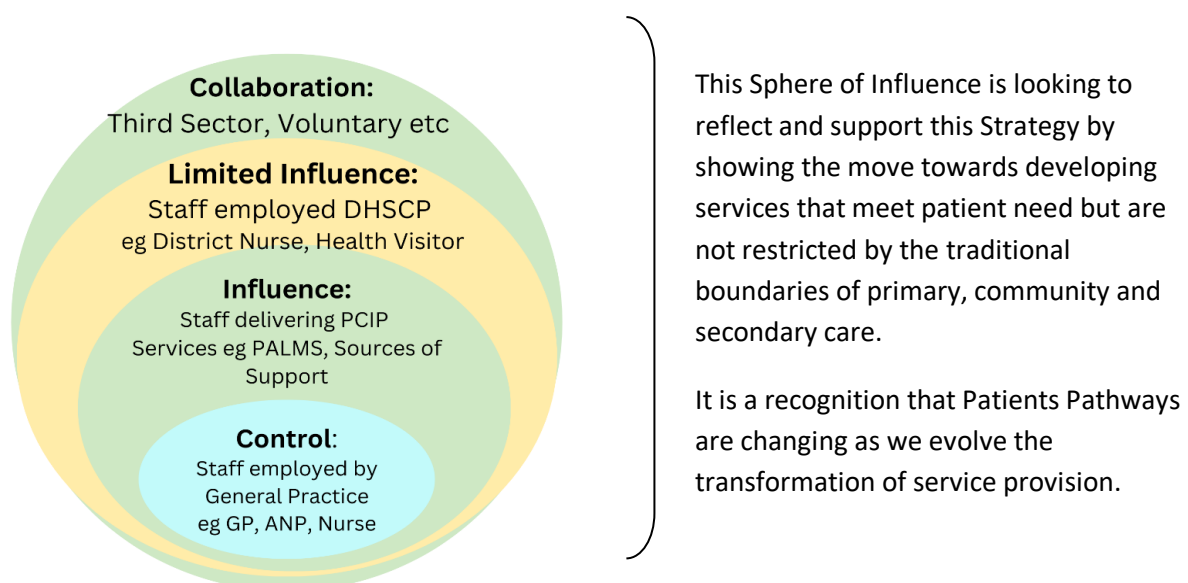 Collaboration:
Third Sector, Voluntary etc
Limited Influence:
Staff employed DHSCP
eg District Nurse, Health Visitor
Influence:
Staff delivering PCIP
Services eg PALMS, Sources of
Support
Control:
Staff employed by
General Practice
eg GP, ANP, Nurse
This Sphere of Influence is looking to
reflect and support this Strategy by
showing the move towards developing
services that meet patient need but are
not restricted by the traditional
boundaries of primary, community and
secondary care.
It is a recognition that Patients Pathways
are changing as we evolve the
transformation of service provision.